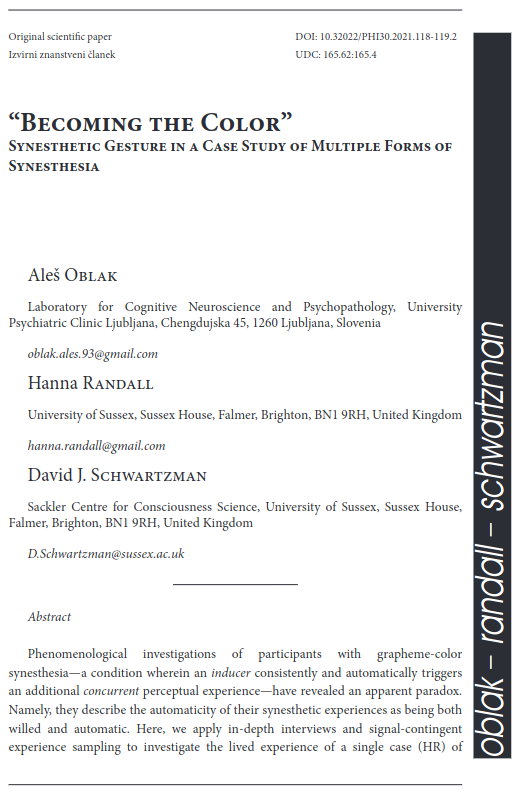 Original scientific paper
DOI: 10.32022/PHI30.2021.118-119.2
Izvirni znanstveni članek
UDC: 165.62:165.4
“Becoming the Color”
Synesthetic Gesture in a Case Study of Multiple Forms of
Synesthesia
Aleš Oblak
Laboratory for Cognitive Neuroscience and Psychopathology, University
Psychiatric Clinic Ljubljana, Chengdujska 45, 1260 Ljubljana, Slovenia
oblak.ales.93@gmail.com
Hanna Randall
University of Sussex, Sussex House, Falmer, Brighton, BN1 9RH, United Kingdom
hanna.randall@gmail.com
David J. Schwartzman
Sackler Centre for Consciousness Science, University of Sussex, Sussex House,
Falmer, Brighton, BN1 9RH, United Kingdom
D.Schwartzman@sussex.ac.uk
Abstract
Phenomenological investigations of participants with grapheme-color
synesthesia—a condition wherein an inducer consistently and automatically triggers
an additional concurrent perceptual experience—have revealed an apparent paradox.
Namely, they describe the automaticity of their synesthetic experiences as being both
willed and automatic. Here, we apply in-depth interviews and signal-contingent
experience sampling to investigate the lived experience of a single case (HR) of
oblak – randall – schwartzman